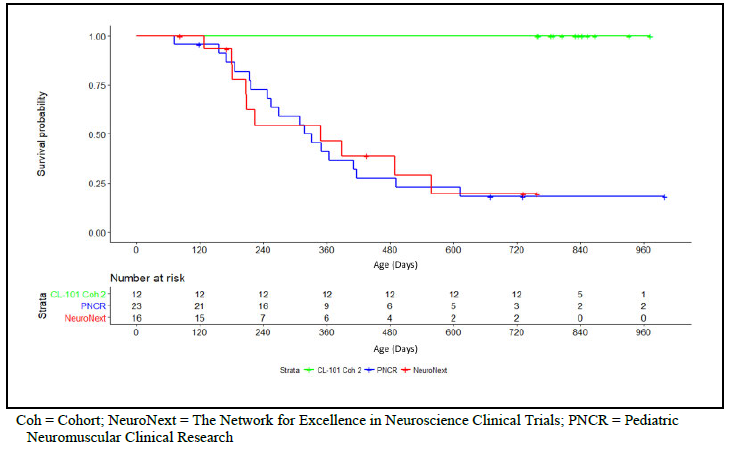 Survival probability
1.00
0.75
0.50
0.25
0.00
0 120 240 360 480 600 720 840 960
Age (Days)
Number at risk
Strata
CL-101 Coh 2 12 12 12 12 12 12 12 5 1
PNCR 23 21 16 9 6 5 3 2 2
NeuroNext 16 15 7 6 4 2 2 0 0
0 120 240 360 480 600 720 840 960
Age (Days)
Strata CL-101 Coh 2 PNCR NeuroNext
Coh = Cohort; NeuroNext = The Network for Excellence in Neuroscience Clinical Trials; PNCR = Pediatric
Neuromuscular Clinical Research